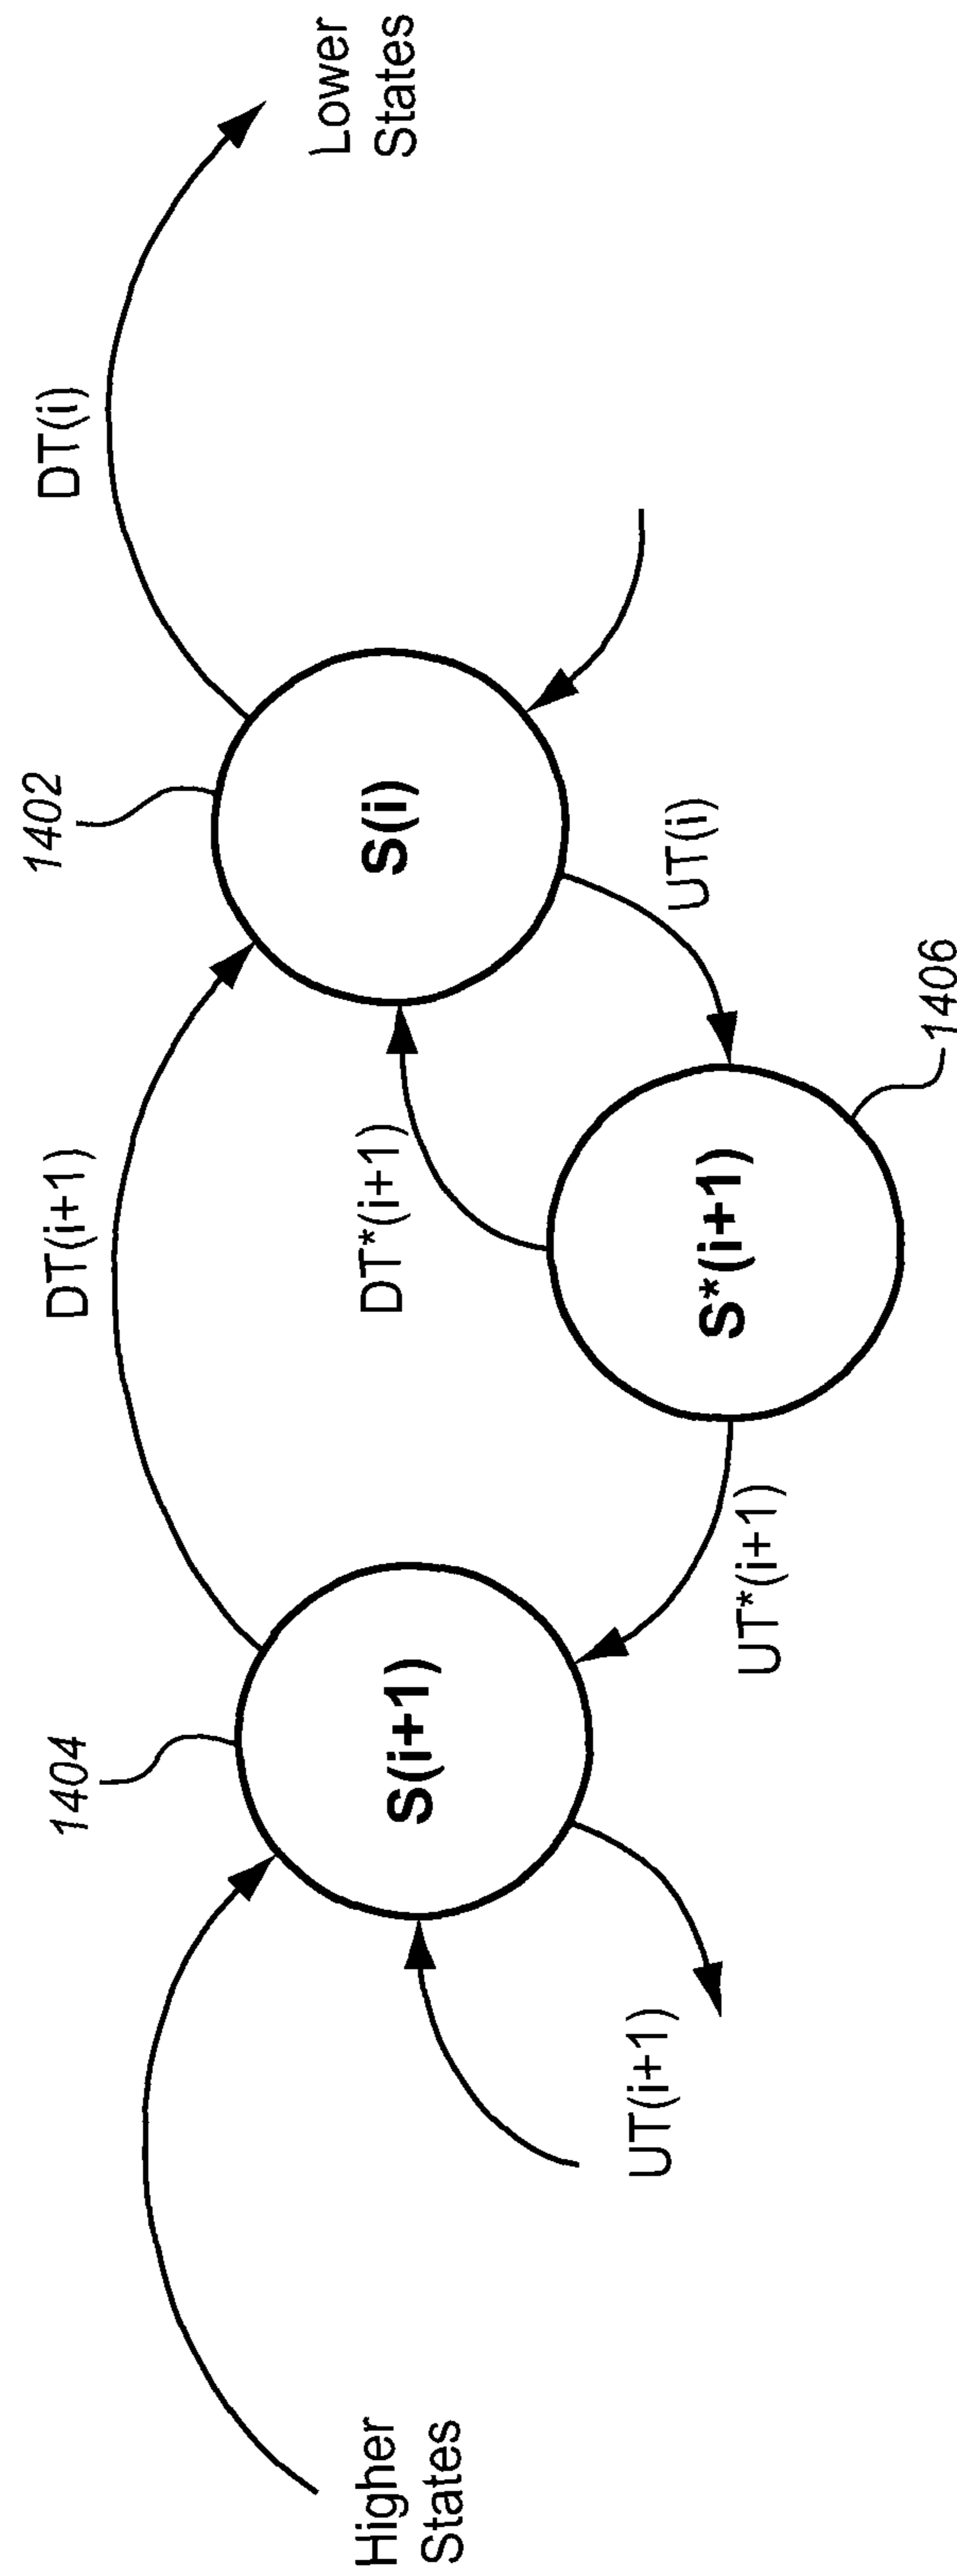 Higher
States
1404
S(i+1)
DT(i+1)
1402
S(i)
DT(i)
Lower
States
DT*(i+1)
UT(i+1)
UT*(i+1)
S*(i+1)
UT(i)
1406